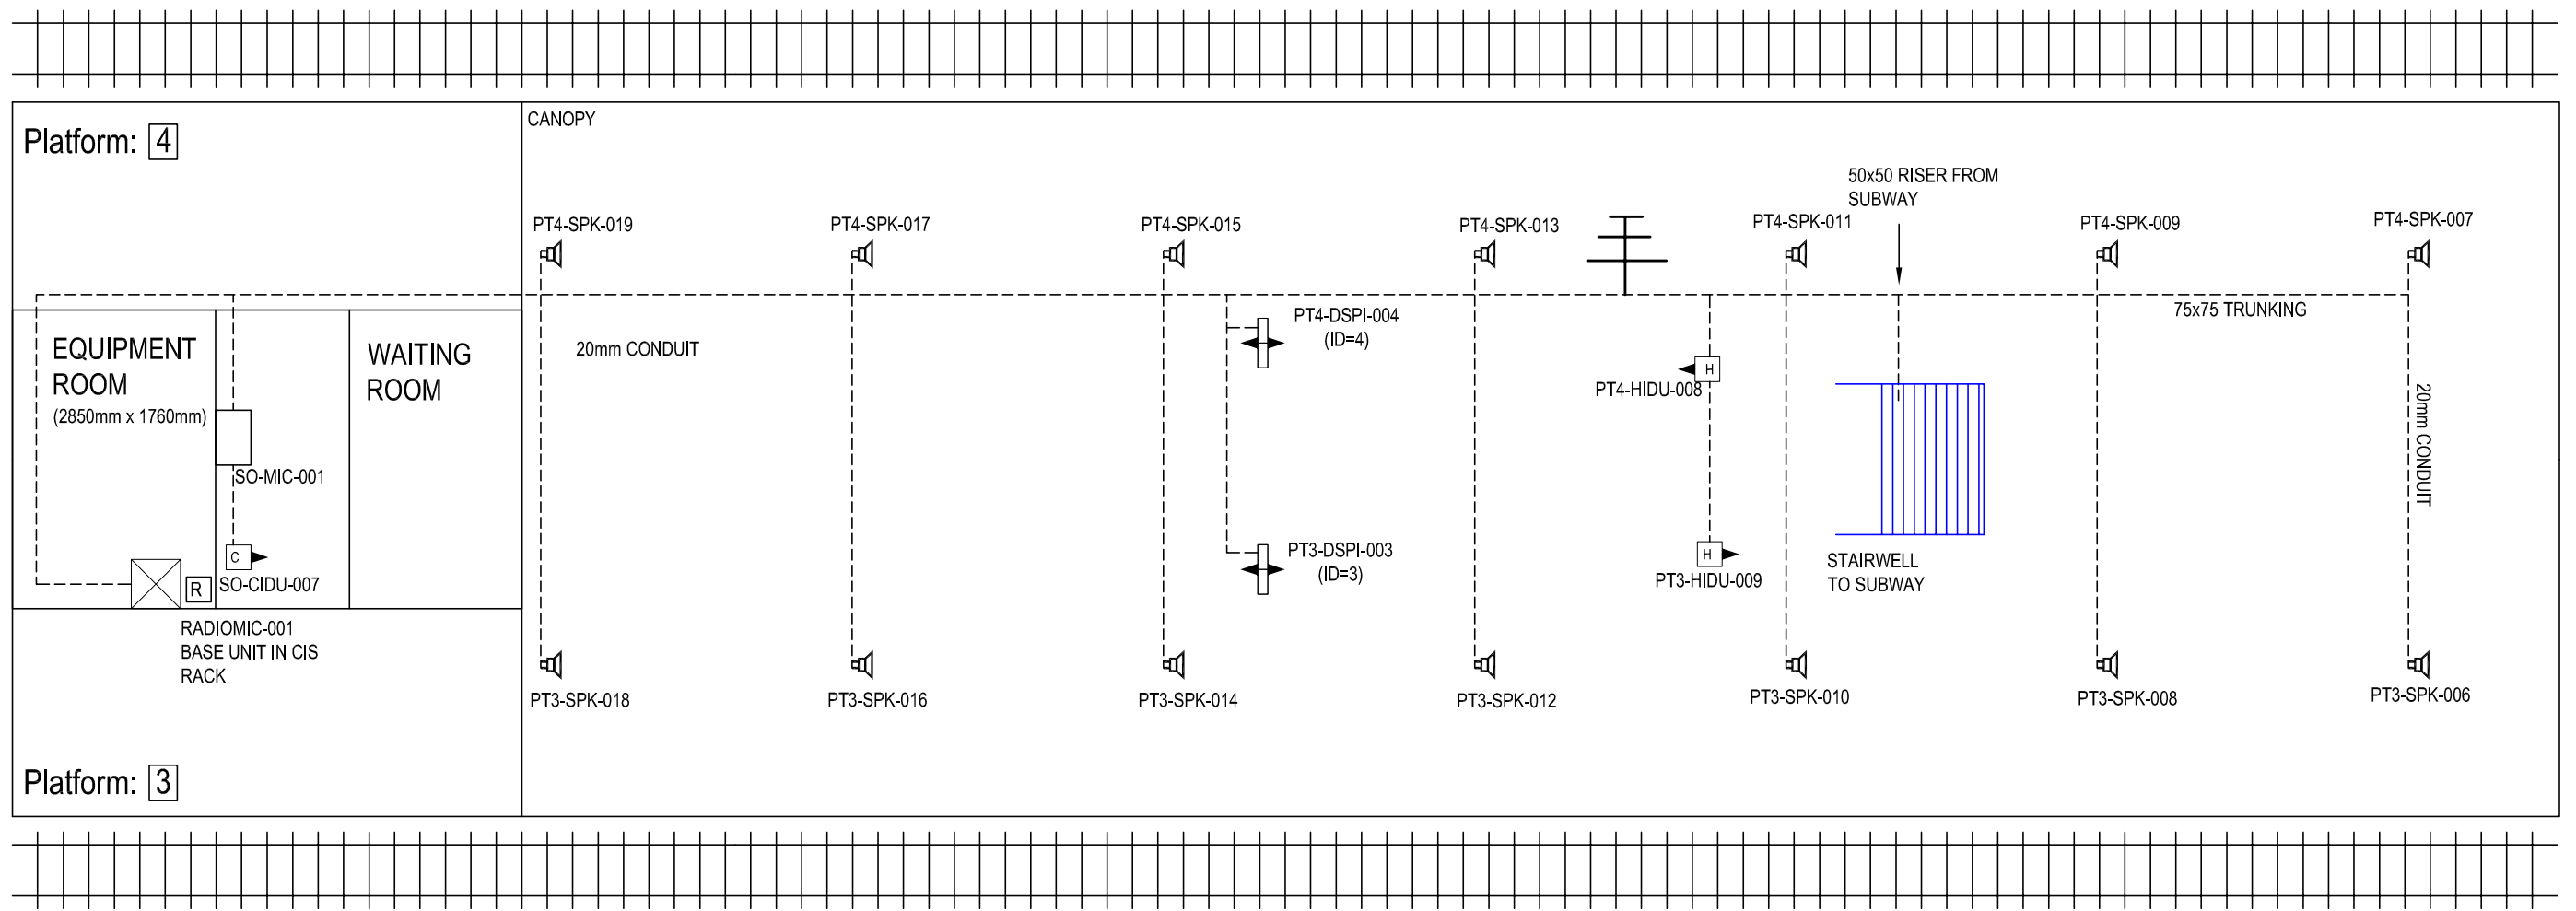 Platform: 4
CANOPY
50x50 RISER FROM
SUBWAY
PT4-SPK-019
PT4-SPK-017
PT4-SPK-015
PT4-SPK-013
PT4-SPK-011
PT4-SPK-009
PT4-SPK-007
75x75 TRUNKING
EQUIPMENT
ROOM
(2850mm x 1760mm)
WAITING
ROOM
20mm CONDUIT
PT4-DSPI-004
(ID=4)
H
PT4-HIDU-008
20mm CONDUIT
SO-MIC-001
C
SO-CIDU-007
R
PT3-DSPI-003
(ID=3)
H
PT3-HIDU-009
STAIRWELL
TO SUBWAY
RADIOMIC-001
BASE UNIT IN CIS
RACK
PT3-SPK-018
PT3-SPK-016
PT3-SPK-014
PT3-SPK-012
PT3-SPK-010
PT3-SPK-008
PT3-SPK-006
Platform: 3